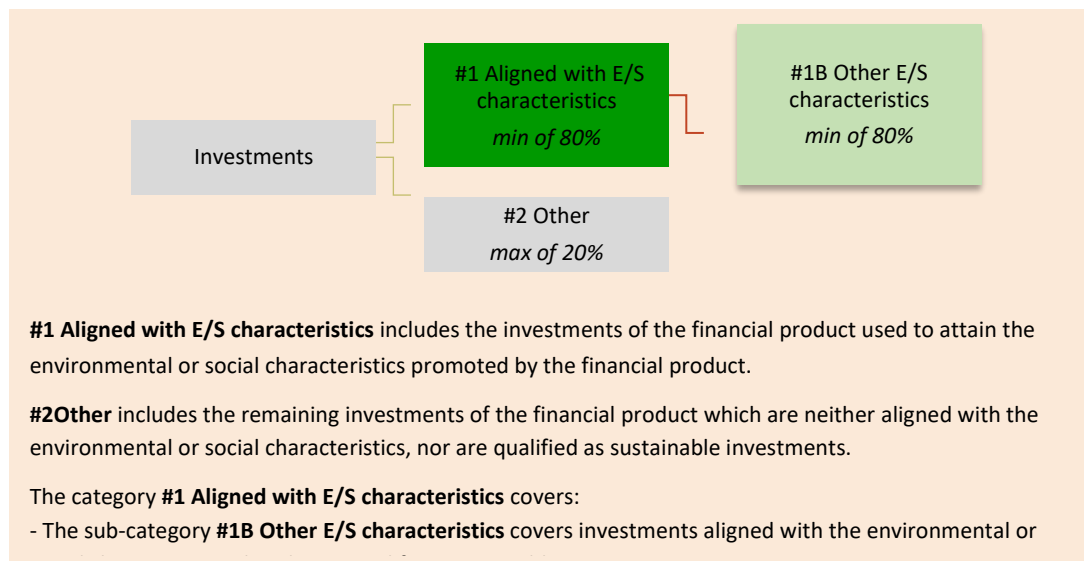 #1 Aligned with E/S
characteristics
min of 80%
#1B Other E/S
characteristics
min of 80%
Investments
#2 Other
max of 20%
#1 Aligned with E/S characteristics includes the investments of the financial product used to attain the
environmental or social characteristics promoted by the financial product.
#2Other includes the remaining investments of the financial product which are neither aligned with the
environmental or social characteristics, nor are qualified as sustainable investments.
The category #1 Aligned with E/S characteristics covers:
- The sub-category #1B Other E/S characteristics covers investments aligned with the environmental or